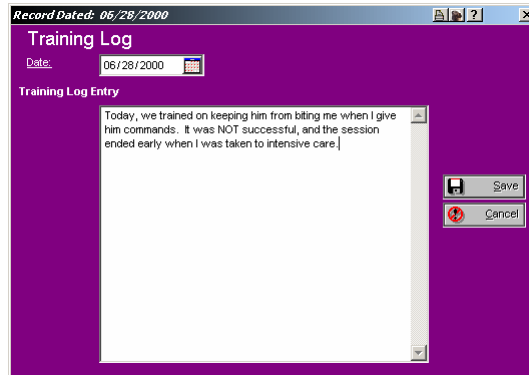 Record Dated: 06/28/2000
?
Training Log
Date:
06/28/2000
Training Log Entry
Today, we trained on keeping him from biting me when I give
him commands. It was NOT successful, and the session
ended early when I was taken to intensive care.
Save
Cancel